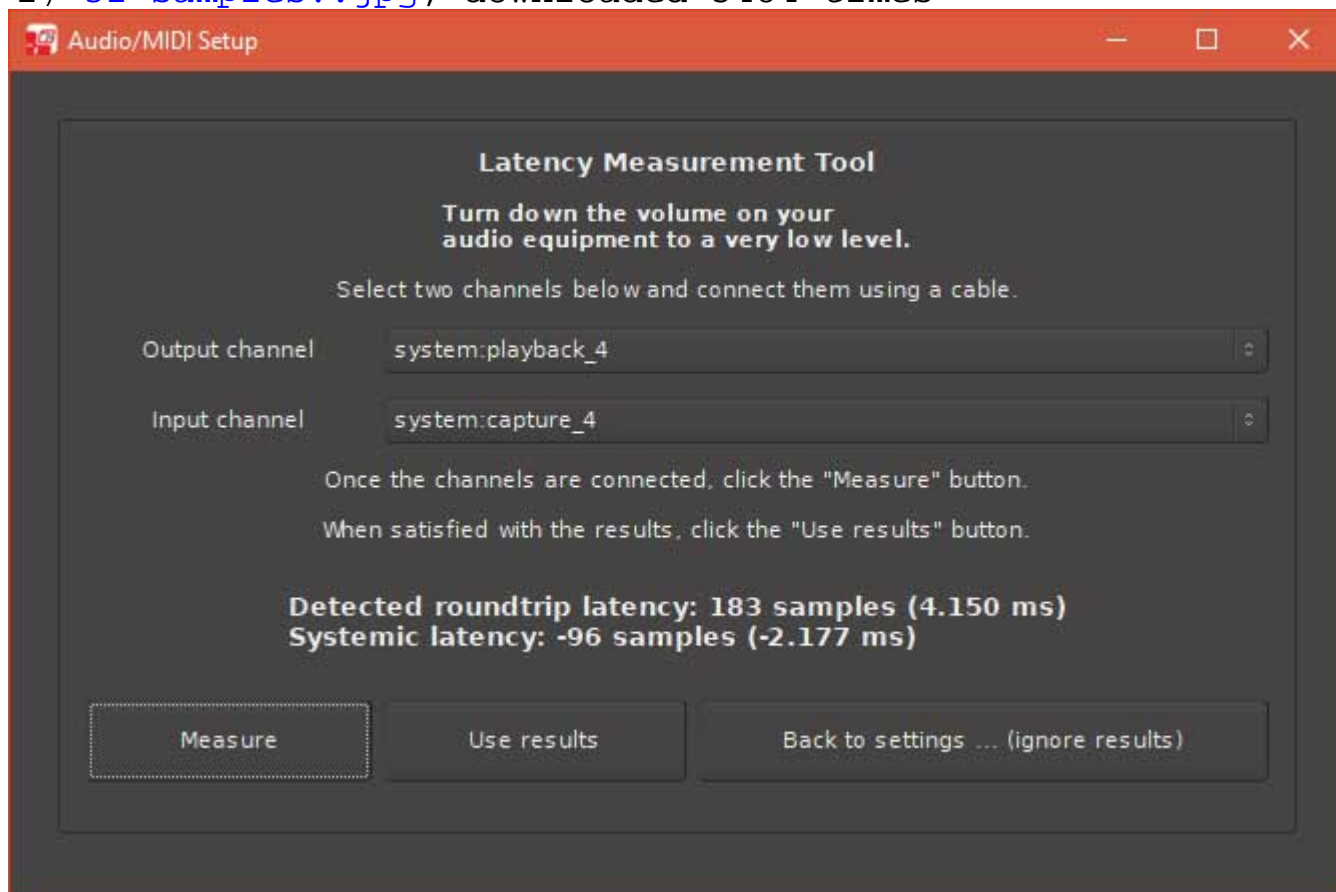 Audio/MIDI Setup
Latency Measurement Tool
Turn down the volume on your
audio equipment to a very low level.
Select two channels below and connect them using a cable.
Output channel system:playback_4
Input channel system:capture_4
Once the channels are connected, click the "Measure" button.
When satisfied with the results, click the "Use results" button.
Detected roundtrip latency: 183 samples (4.150 ms)
Systemic latency: -96 samples (-2.177 ms)
Measure Use results Back to settings ... (ignore results)